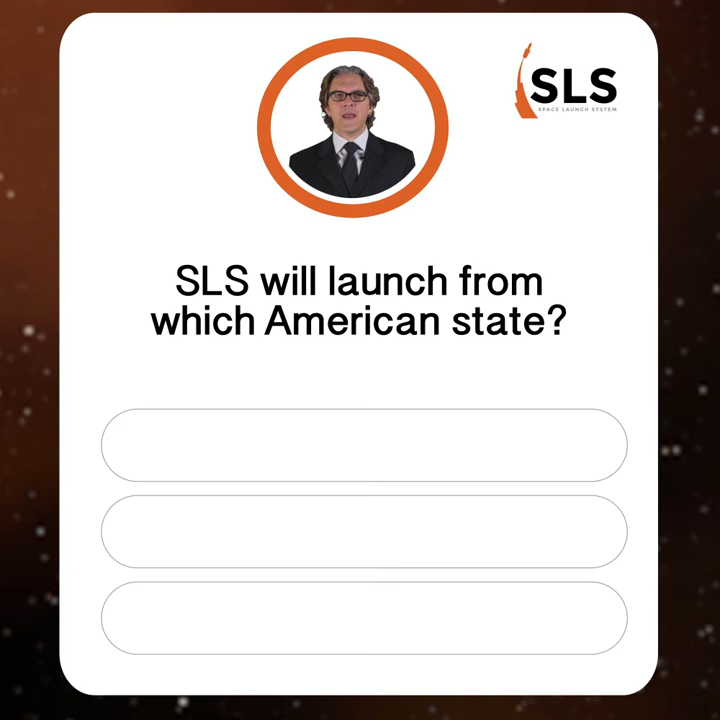 SLS
SPACE LAUNCH SYSTEM
SLS will launch from
which American state?